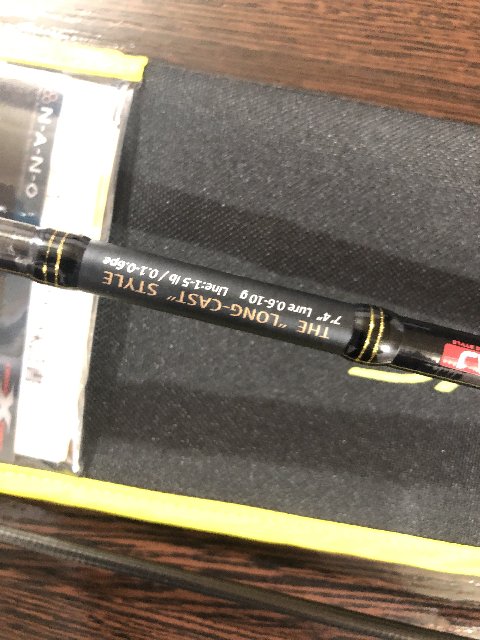 THE "LONG-CAST" STYLE
7'4" Lure 0.6-10 g Line:1-5 lb / 0.1-0.6pe
N·A·N·O